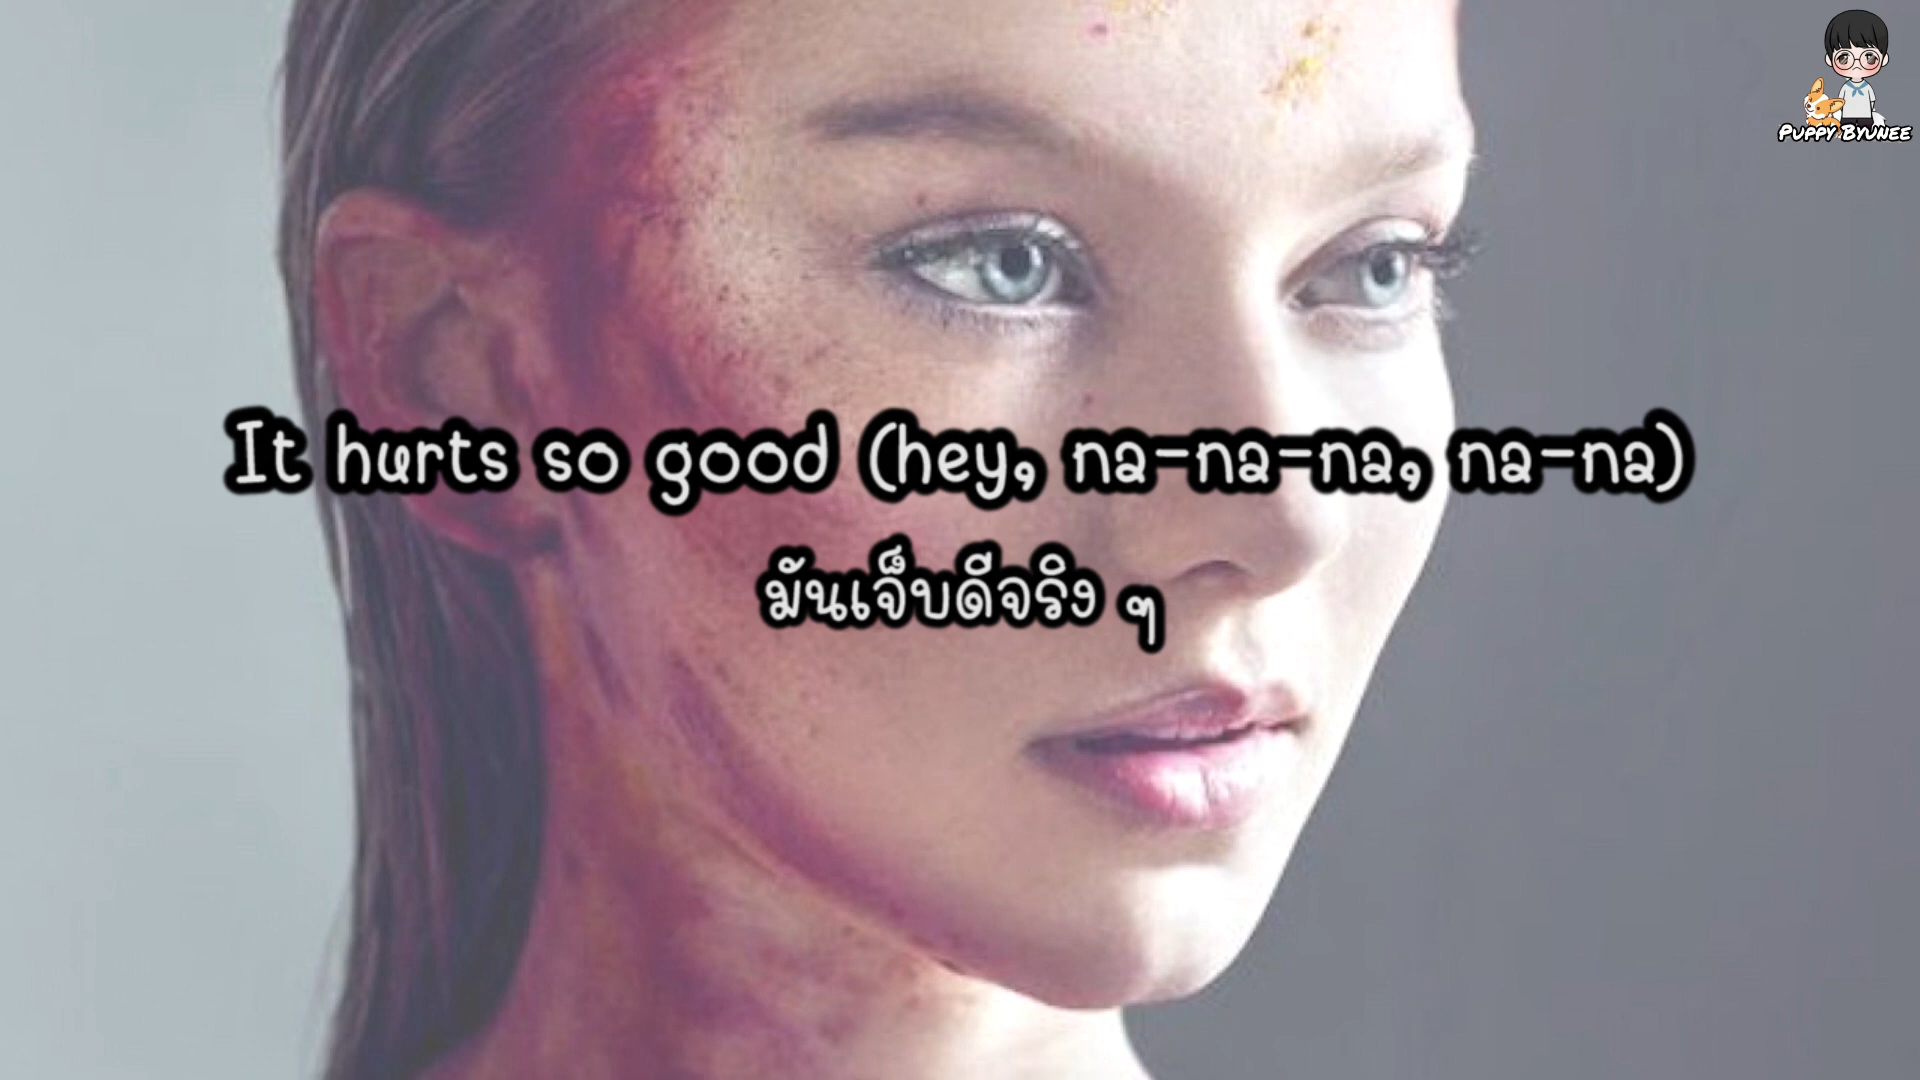 PUPPY BYUNEE
It hurts so good (hey, na-na-na, na-na)
มันเจ็บดีจริง ๆ